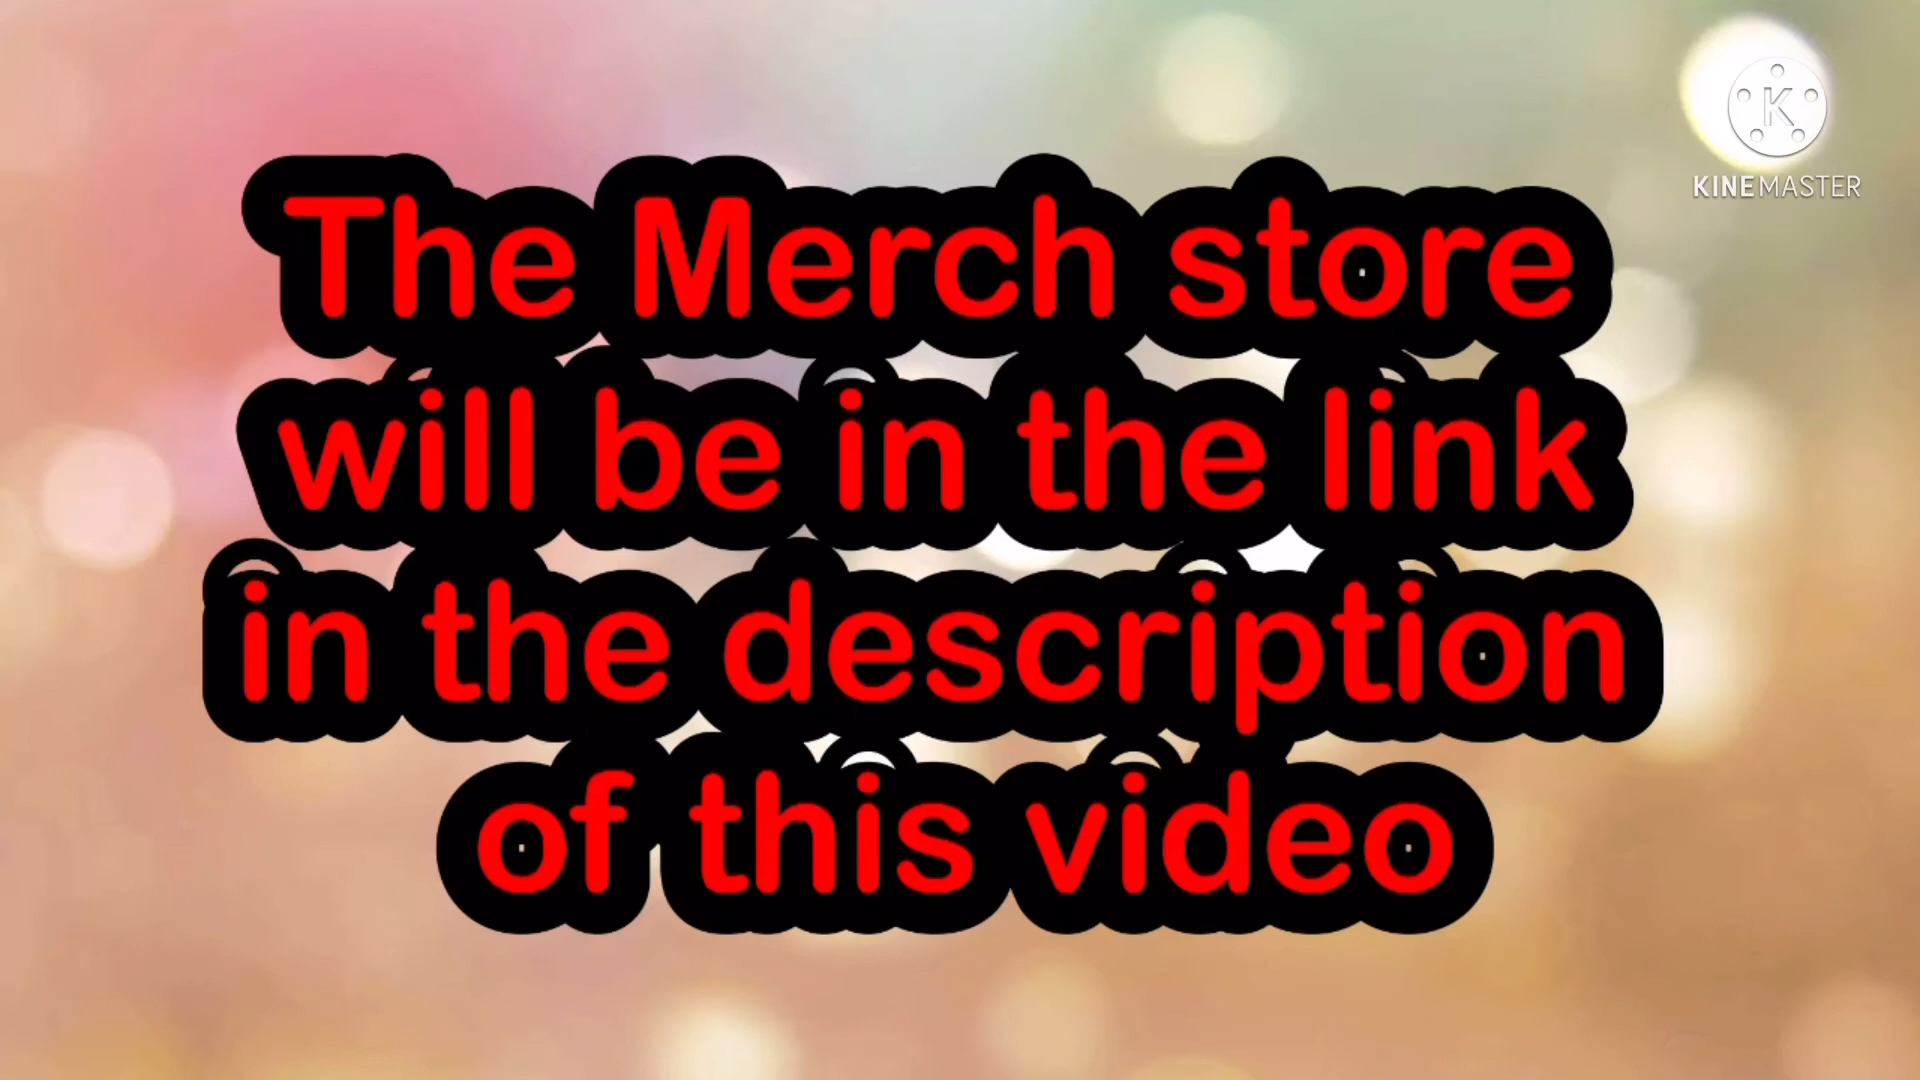 The Merch store
will be in the link
in the description
of this video
K
KINEMASTER